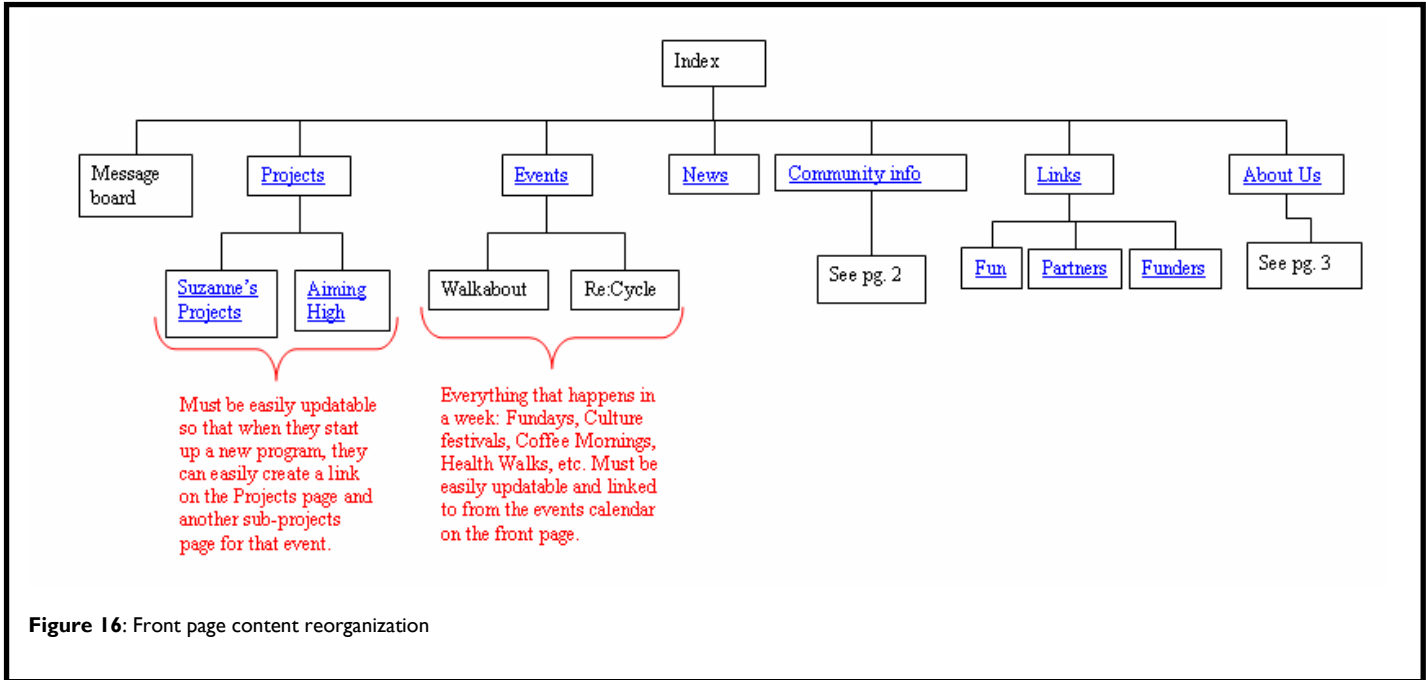 Index
Message
board
Projects
Events
News
Community info
Links
About Us
Suzanne's
Projects
Aiming
High
Walkabout
Re:Cycle
See pg. 2
Fun
Partners
Funders
See pg. 3
Must be easily updatable
so that when they start
up a new program, they
can easily create a link
on the Projects page and
another sub-projects
page for that event.
Everything that happens in
a week: Fundays, Culture
festivals, Coffee Mornings,
Health Walks, etc. Must be
easily updatable and linked
to from the events calendar
on the front page.
Figure 16: Front page content reorganization